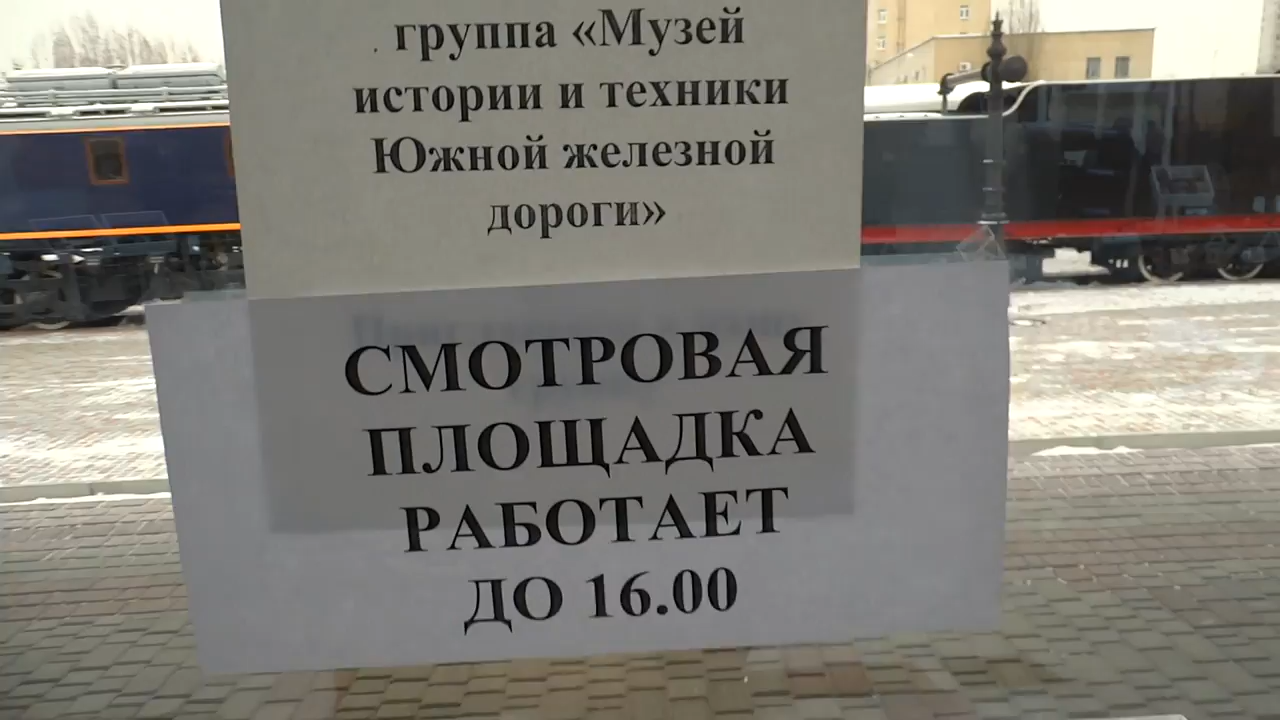 группа «Музей
истории и техники
Южной железной
дороги»
СМОТРОВАЯ
ПЛОЩАДКА
РАБОТАЕТ
ДО 16.00